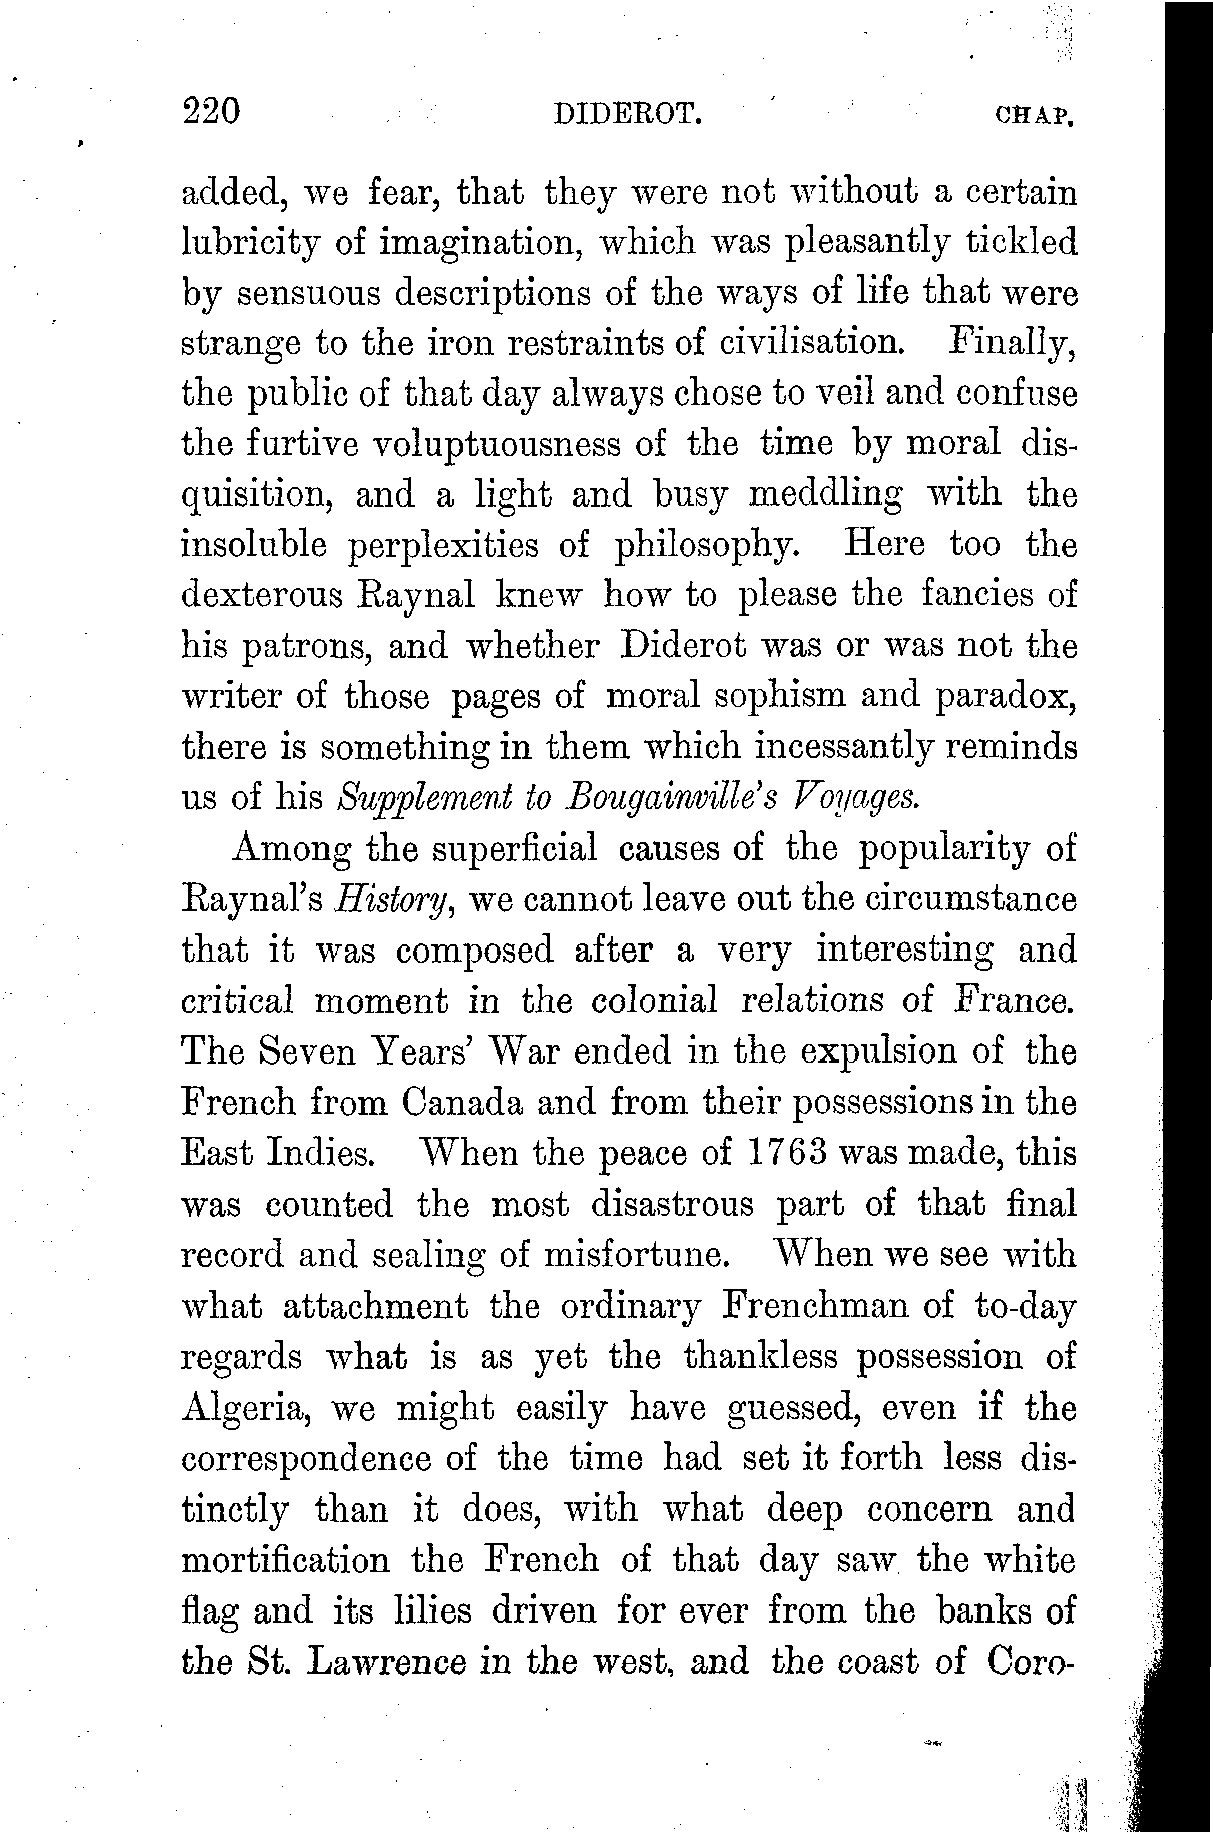 220 DIDEROT. CHAP.
added, we fear, that they were not without a certain
lubricity of imagination, which was pleasantly tickled
by sensuous descriptions of the ways of life that were
strange to the iron restraints of civilisation. Finally,
the public of that day always chose to veil and confuse
the furtive voluptuousness of the time by moral dis-
quisition, and a light and busy meddling with the
insoluble perplexities of philosophy. Here too the
dexterous Raynal knew how to please the fancies of
his patrons, and whether Diderot was or was not the
writer of those pages of moral sophism and paradox,
there is something in them which incessantly reminds
us of his Supplement to Bougainville's Voyages.
Among the superficial causes of the popularity of
Raynal's History, we cannot leave out the circumstance
that it was composed after a very interesting and
critical moment in the colonial relations of France.
The Seven Years' War ended in the expulsion of the
French from Canada and from their possessions in the
East Indies. When the peace of 1763 was made, this
was counted the most disastrous part of that final
record and sealing of misfortune. When we see with
what attachment the ordinary Frenchman of to-day
regards what is as yet the thankless possession of
Algeria, we might easily have guessed, even if the
correspondence of the time had set it forth less dis-
tinctly than it does, with what deep concern and
mortification the French of that day saw the white
flag and its lilies driven for ever from the banks of
the St. Lawrence in the west, and the coast of Coro-